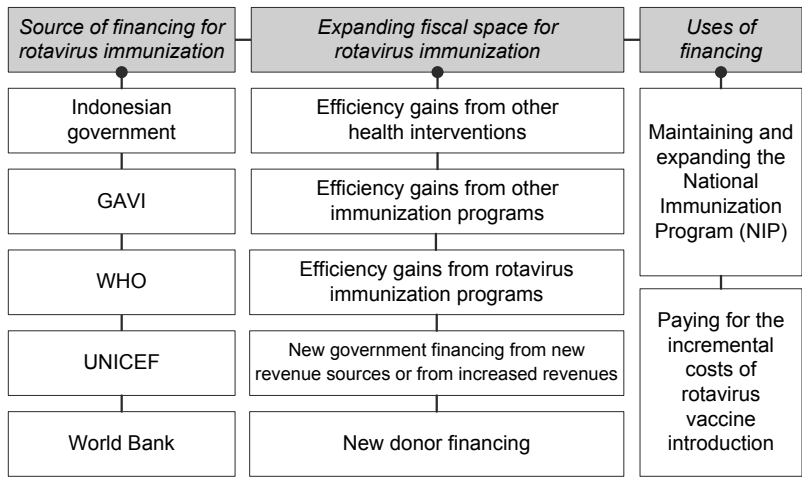 Source of financing for
rotavirus immunization
Indonesian
government
GAVI
WHO
UNICEF
World Bank
Expanding fiscal space for
rotavirus immunization
Efficiency gains from other
health interventions
Efficiency gains from other
immunization programs
Efficiency gains from rotavirus
immunization programs
New government financing from new
revenue sources or from increased revenues
New donor financing
Uses of
financing
Maintaining and
expanding the
National
Immunization
Program (NIP)
Paying for the
incremental
costs of
rotavirus
vaccine
introduction